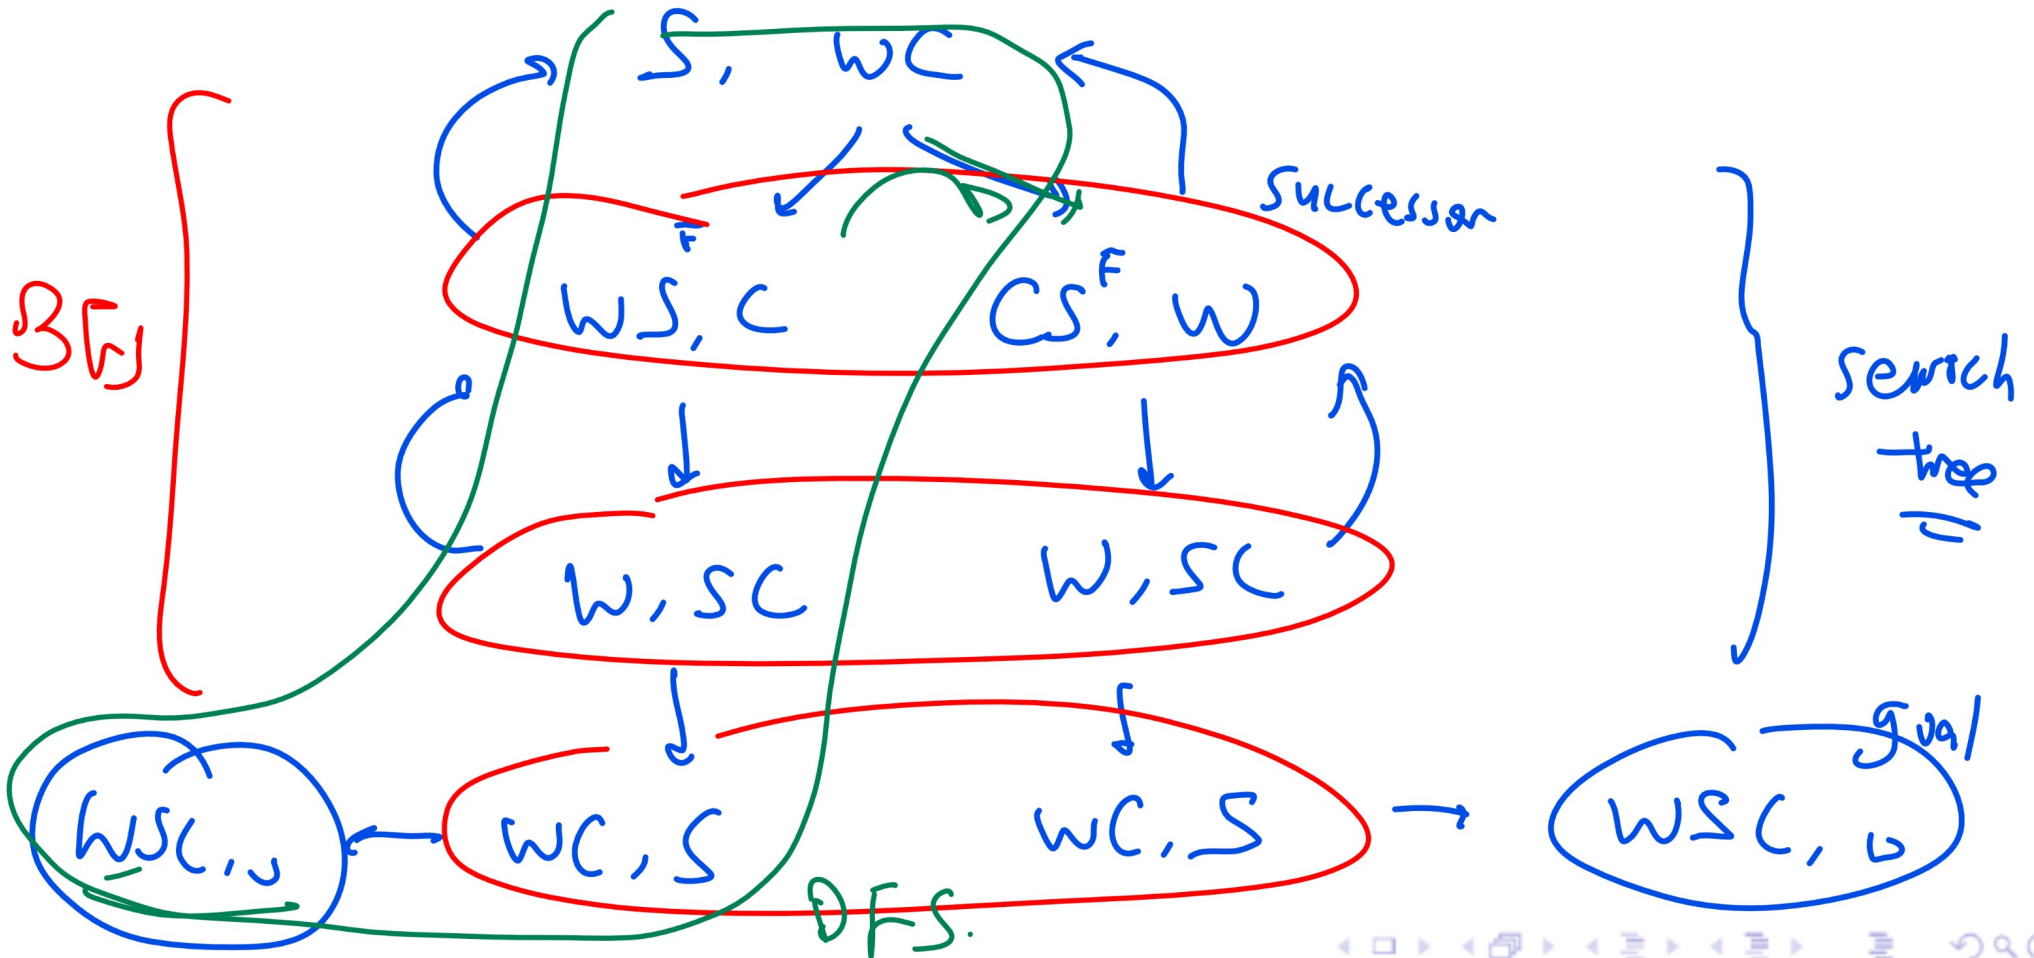 S, WC
successor
F F
WS, C CS, W
BFS
search
tree
W, SC W, SC
goal
WSC, WC, S WC, S WSC,
DFS.